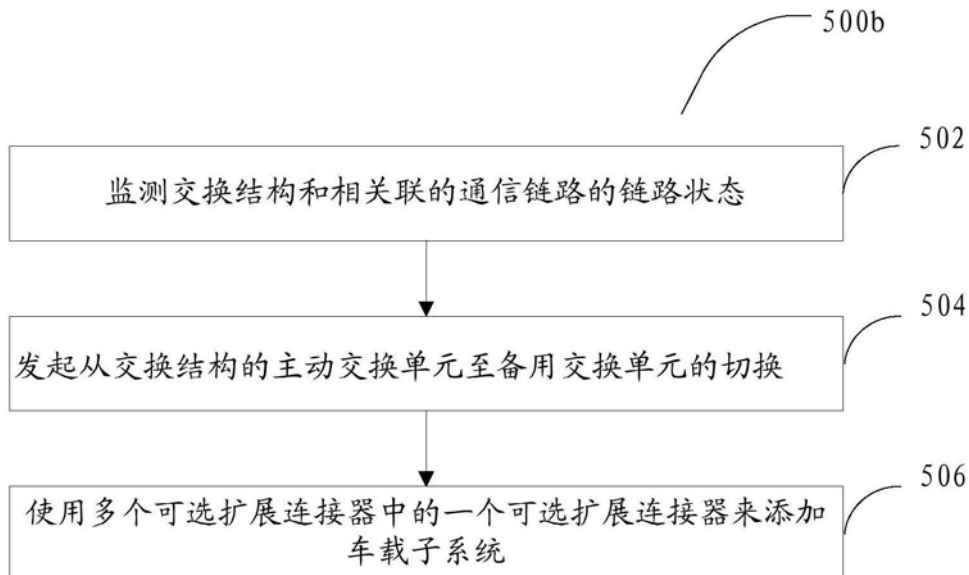 500b
502
监测交换结构和相关联的通信链路的链路状态
504
发起从交换结构的主动交换单元至备用交换单元的切换
506
使用多个可选扩展连接器中的一个可选扩展连接器来添加
车载子系统